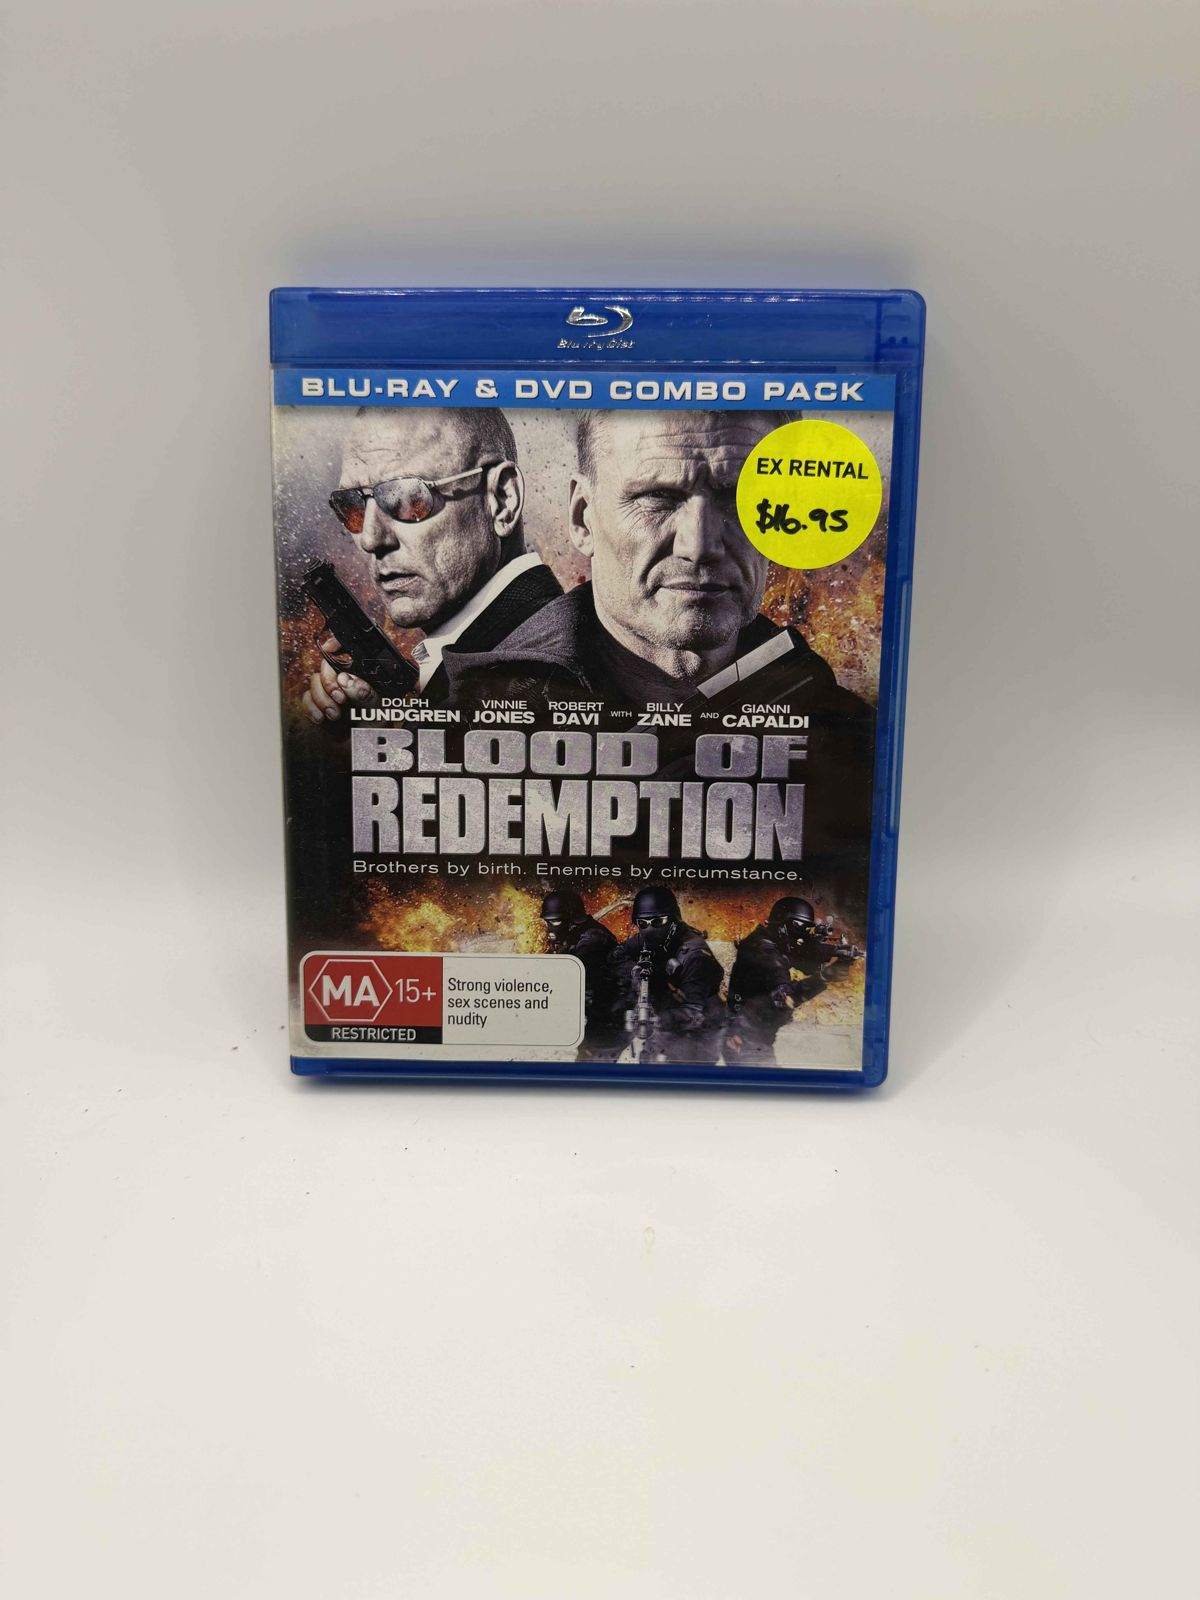 Blu-ray Disc
BLU-RAY & DVD COMBO PACK
EX RENTAL
$16.95
DOLPH LUNDGREN VINNIE JONES ROBERT DAVI WITH BILLY ZANE AND GIANNI CAPALDI
BLOOD OF
REDEMPTION
Brothers by birth. Enemies by circumstance.
MA 15+
RESTRICTED
Strong violence,
sex scenes and
nudity